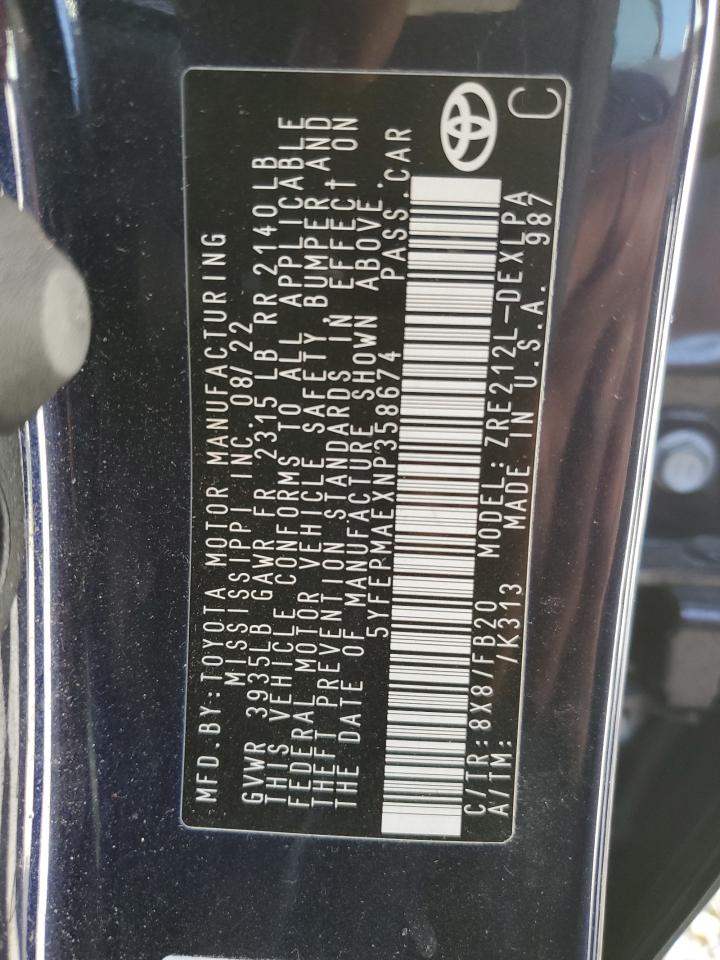 MFD.BY:TOYOTA MOTOR MANUFACTURING
MISSISSIPPI INC. 08/22
GVWR 3935LB GAWR FR 2315 LB RR 2140LB
THIS VEHICLE CONFORMS TO ALL APPLICABLE
FEDERAL MOTOR VEHICLE SAFETY, BUMPER AND
THEFT PREVENTION STANDARDS IN EFFECT ON
THE DATE OF MANUFACTURE SHOWN ABOVE.
5YFEPMAEXNP358674 PASS.CAR
C/TR:8X8/FB20 MODEL:ZRE212L-DEXLPA
A/TM: /K313 MADE IN U.S.A. 987
C